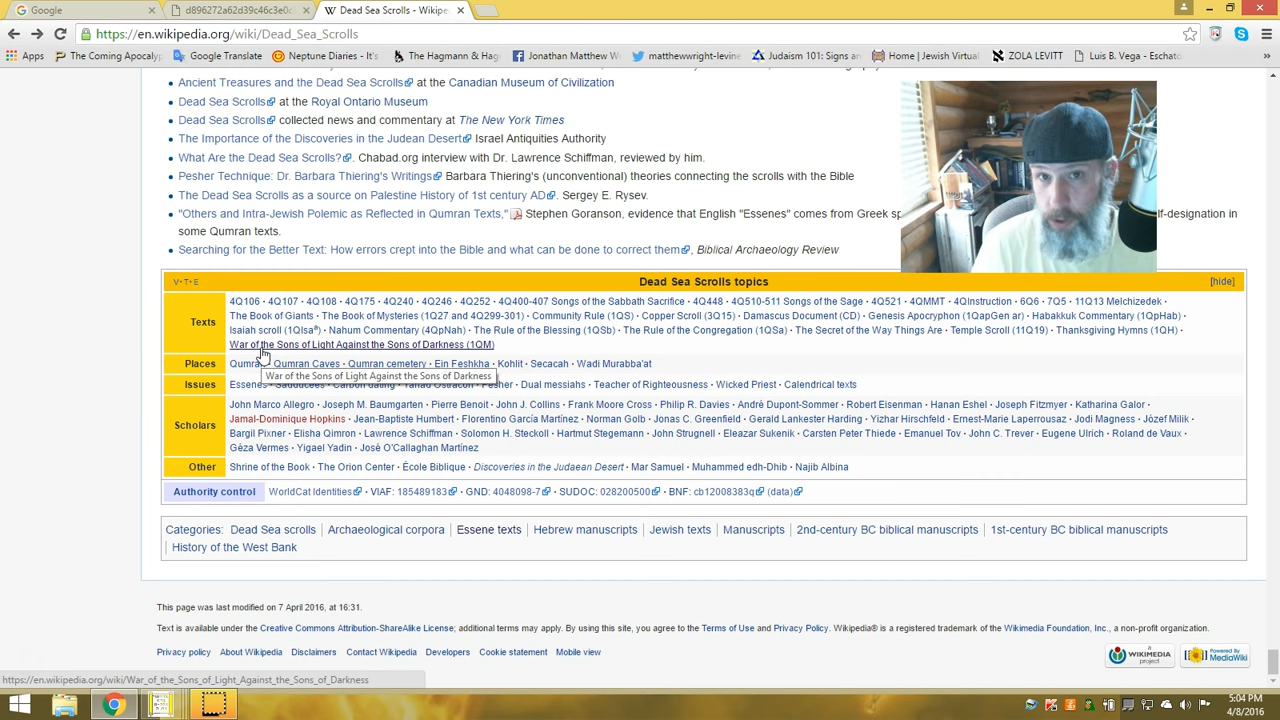 Google
d896272a62d39c46c3e0c
Dead Sea Scrolls - Wikipe
https://en.wikipedia.org/wiki/Dead_Sea_Scrolls
Apps The Coming Apocalyp Google Translate Neptune Diaries - It's The Hagmann & Hag Jonathan Matthew W matthewwright-lent Judaism 101: Signs an Home | Jewish Virtual ZOLA LEVITT Luis B. Vega - Eschato »
Ancient Treasures and the Dead Sea Scrolls at the Canadian Museum of Civilization
Dead Sea Scrolls at the Royal Ontario Museum
Dead Sea Scrolls collected news and commentary at The New York Times
The Importance of the Discoveries in the Judean Desert Israel Antiquities Authority
What Are the Dead Sea Scrolls?. Chabad.org interview with Dr. Lawrence Schiffman, reviewed by him.
Pesher Technique: Dr. Barbara Thiering's Writings Barbara Thiering's (unconventional) theories connecting the scrolls with the Bible
The Dead Sea Scrolls as a source on Palestine History of 1st century AD. Sergey E. Rysev.
"Others and Intra-Jewish Polemic as Reflected in Qumran Texts," Stephen Goranson, evidence that English "Essenes" comes from Greek elf-designation in
some Qumran texts.
Searching for the Better Text: How errors crept into the Bible and what can be done to correct them, Biblical Archaeology Review
V·T·E Dead Sea Scrolls topics [hide]
Texts
4Q106 · 4Q107 · 4Q108 · 4Q175 · 4Q240 · 4Q246 · 4Q252 · 4Q400-407 Songs of the Sabbath Sacrifice · 4Q448 · 4Q510-511 Songs of the Sage · 4Q521 · 4QMMT · 4QInstruction · 6Q6 · 7Q5 · 11Q13 Melchizedek ·
The Book of Giants · The Book of Mysteries (1Q27 and 4Q299-301) · Community Rule (1QS) · Copper Scroll (3Q15) · Damascus Document (CD) · Genesis Apocryphon (1QapGen ar) · Habakkuk Commentary (1QpHab) ·
Isaiah scroll (1QIsaª) · Nahum Commentary (4QpNah) · The Rule of the Blessing (1QSb) · The Rule of the Congregation (1QSa) · The Secret of the Way Things Are · Temple Scroll (11Q19) · Thanksgiving Hymns (1QH) ·
War of the Sons of Light Against the Sons of Darkness (1QM)
Places Qumran Qumran Caves · Qumran cemetery · Ein Feshkha · Kohlit · Secacah · Wadi Murabba'at
War of the Sons of Light Against the Sons of Darkness
Issues Essenes · Sadducees · Carbon dating · Tanad Ostracon · Pesher · Dual messiahs · Teacher of Righteousness · Wicked Priest · Calendrical texts
Scholars
John Marco Allegro · Joseph M. Baumgarten · Pierre Benoit · John J. Collins · Frank Moore Cross · Philip R. Davies · André Dupont-Sommer · Robert Eisenman · Hanan Eshel · Joseph Fitzmyer · Katharina Galor ·
Jamal-Dominique Hopkins · Jean-Baptiste Humbert · Florentino García Martínez · Norman Golb · Jonas C. Greenfield · Gerald Lankester Harding · Yizhar Hirschfeld · Ernest-Marie Laperrousaz · Jodi Magness · Józef Milik ·
Bargil Pixner · Elisha Qimron · Lawrence Schiffman · Solomon H. Steckoll · Hartmut Stegemann · John Strugnell · Eleazar Sukenik · Carsten Peter Thiede · Emanuel Tov · John C. Trever · Eugene Ulrich · Roland de Vaux ·
Géza Vermes · Yigael Yadin · José O'Callaghan Martínez
Other Shrine of the Book · The Orion Center · École Biblique · Discoveries in the Judaean Desert · Mar Samuel · Muhammed edh-Dhib · Najib Albina
Authority control WorldCat Identities · VIAF: 185489183 · GND: 4048098-7 · SUDOC: 028200500 · BNF: cb12008383q (data)
Categories: Dead Sea scrolls | Archaeological corpora | Essene texts | Hebrew manuscripts | Jewish texts | Manuscripts | 2nd-century BC biblical manuscripts | 1st-century BC biblical manuscripts
| History of the West Bank
This page was last modified on 7 April 2016, at 16:31.
Text is available under the Creative Commons Attribution-ShareAlike License; additional terms may apply. By using this site, you agree to the Terms of Use and Privacy Policy. Wikipedia® is a registered trademark of the Wikimedia Foundation, Inc., a non-profit organization.
Privacy policy About Wikipedia Disclaimers Contact Wikipedia Developers Cookie statement Mobile view
A WIKIMEDIA project
Powered By MediaWiki
https://en.wikipedia.org/wiki/War_of_the_Sons_of_Light_Against_the_Sons_of_Darkness
5:04 PM
4/8/2016